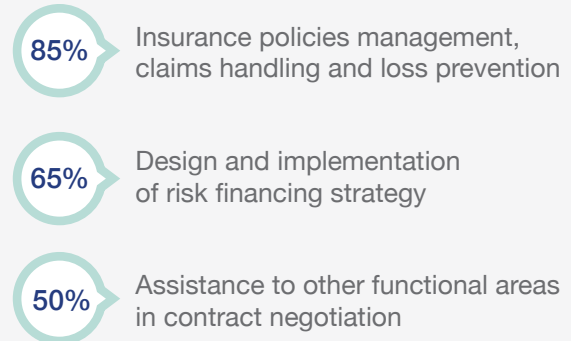 85%
Insurance policies management,
claims handling and loss prevention
65%
Design and implementation
of risk financing strategy
50%
Assistance to other functional areas
in contract negotiation